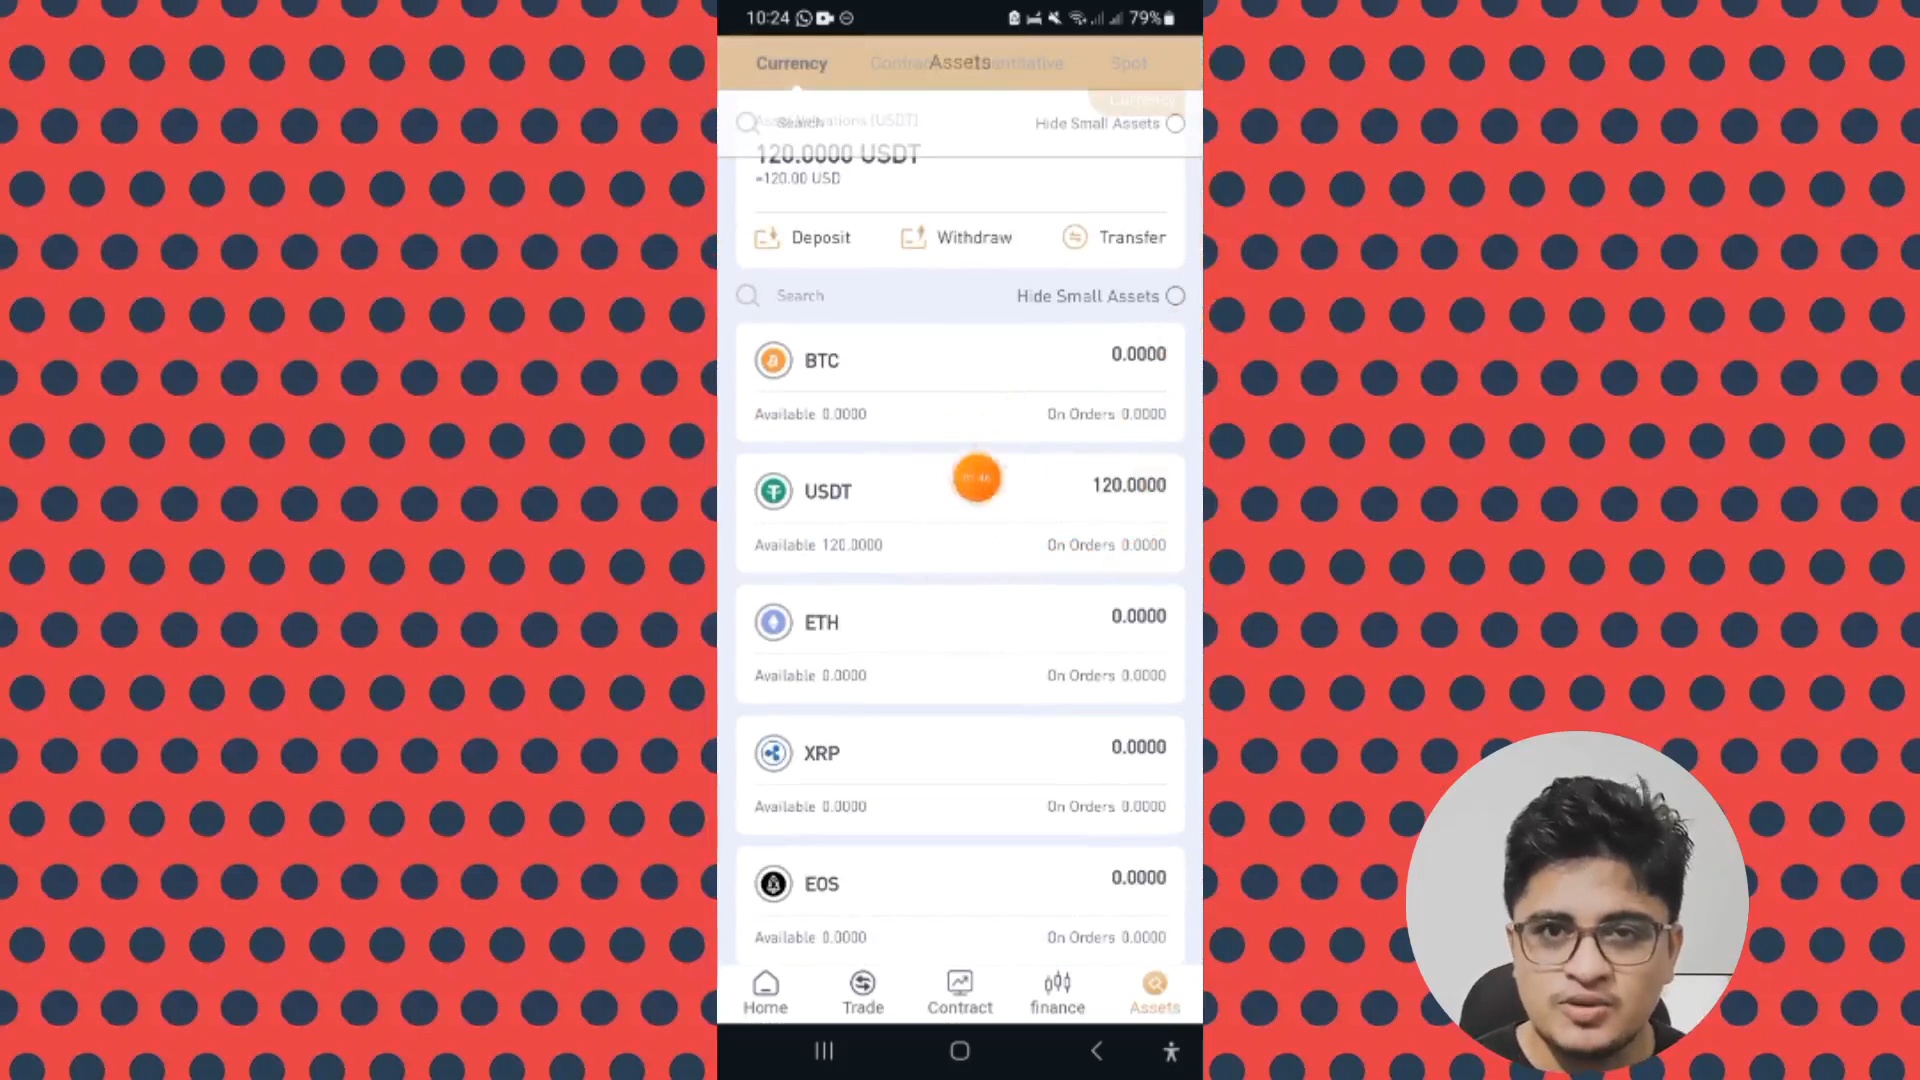 10:24 79%
Currency Assets Spot
Currency
Search Hide Small Assets
120.0000 USDT
≈120.00 USD
Deposit Withdraw Transfer
Search Hide Small Assets
BTC 0.0000
Available 0.0000 On Orders 0.0000
USDT 120.0000
Available 120.0000 On Orders 0.0000
ETH 0.0000
Available 0.0000 On Orders 0.0000
XRP 0.0000
Available 0.0000 On Orders 0.0000
EOS 0.0000
Available 0.0000 On Orders 0.0000
Home Trade Contract finance Assets